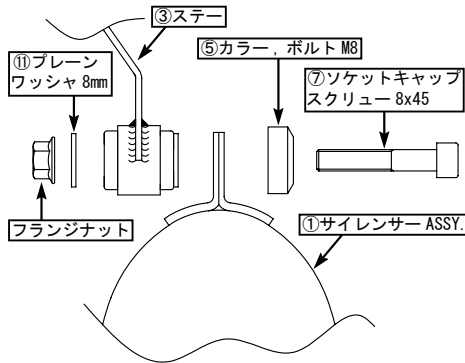 ③ステー
⑤カラー, ボルト M8
⑪プレーン
ワッシャ 8mm
⑦ソケットキャップ
スクリュー 8x45
フランジナット
①サイレンサー ASSY.